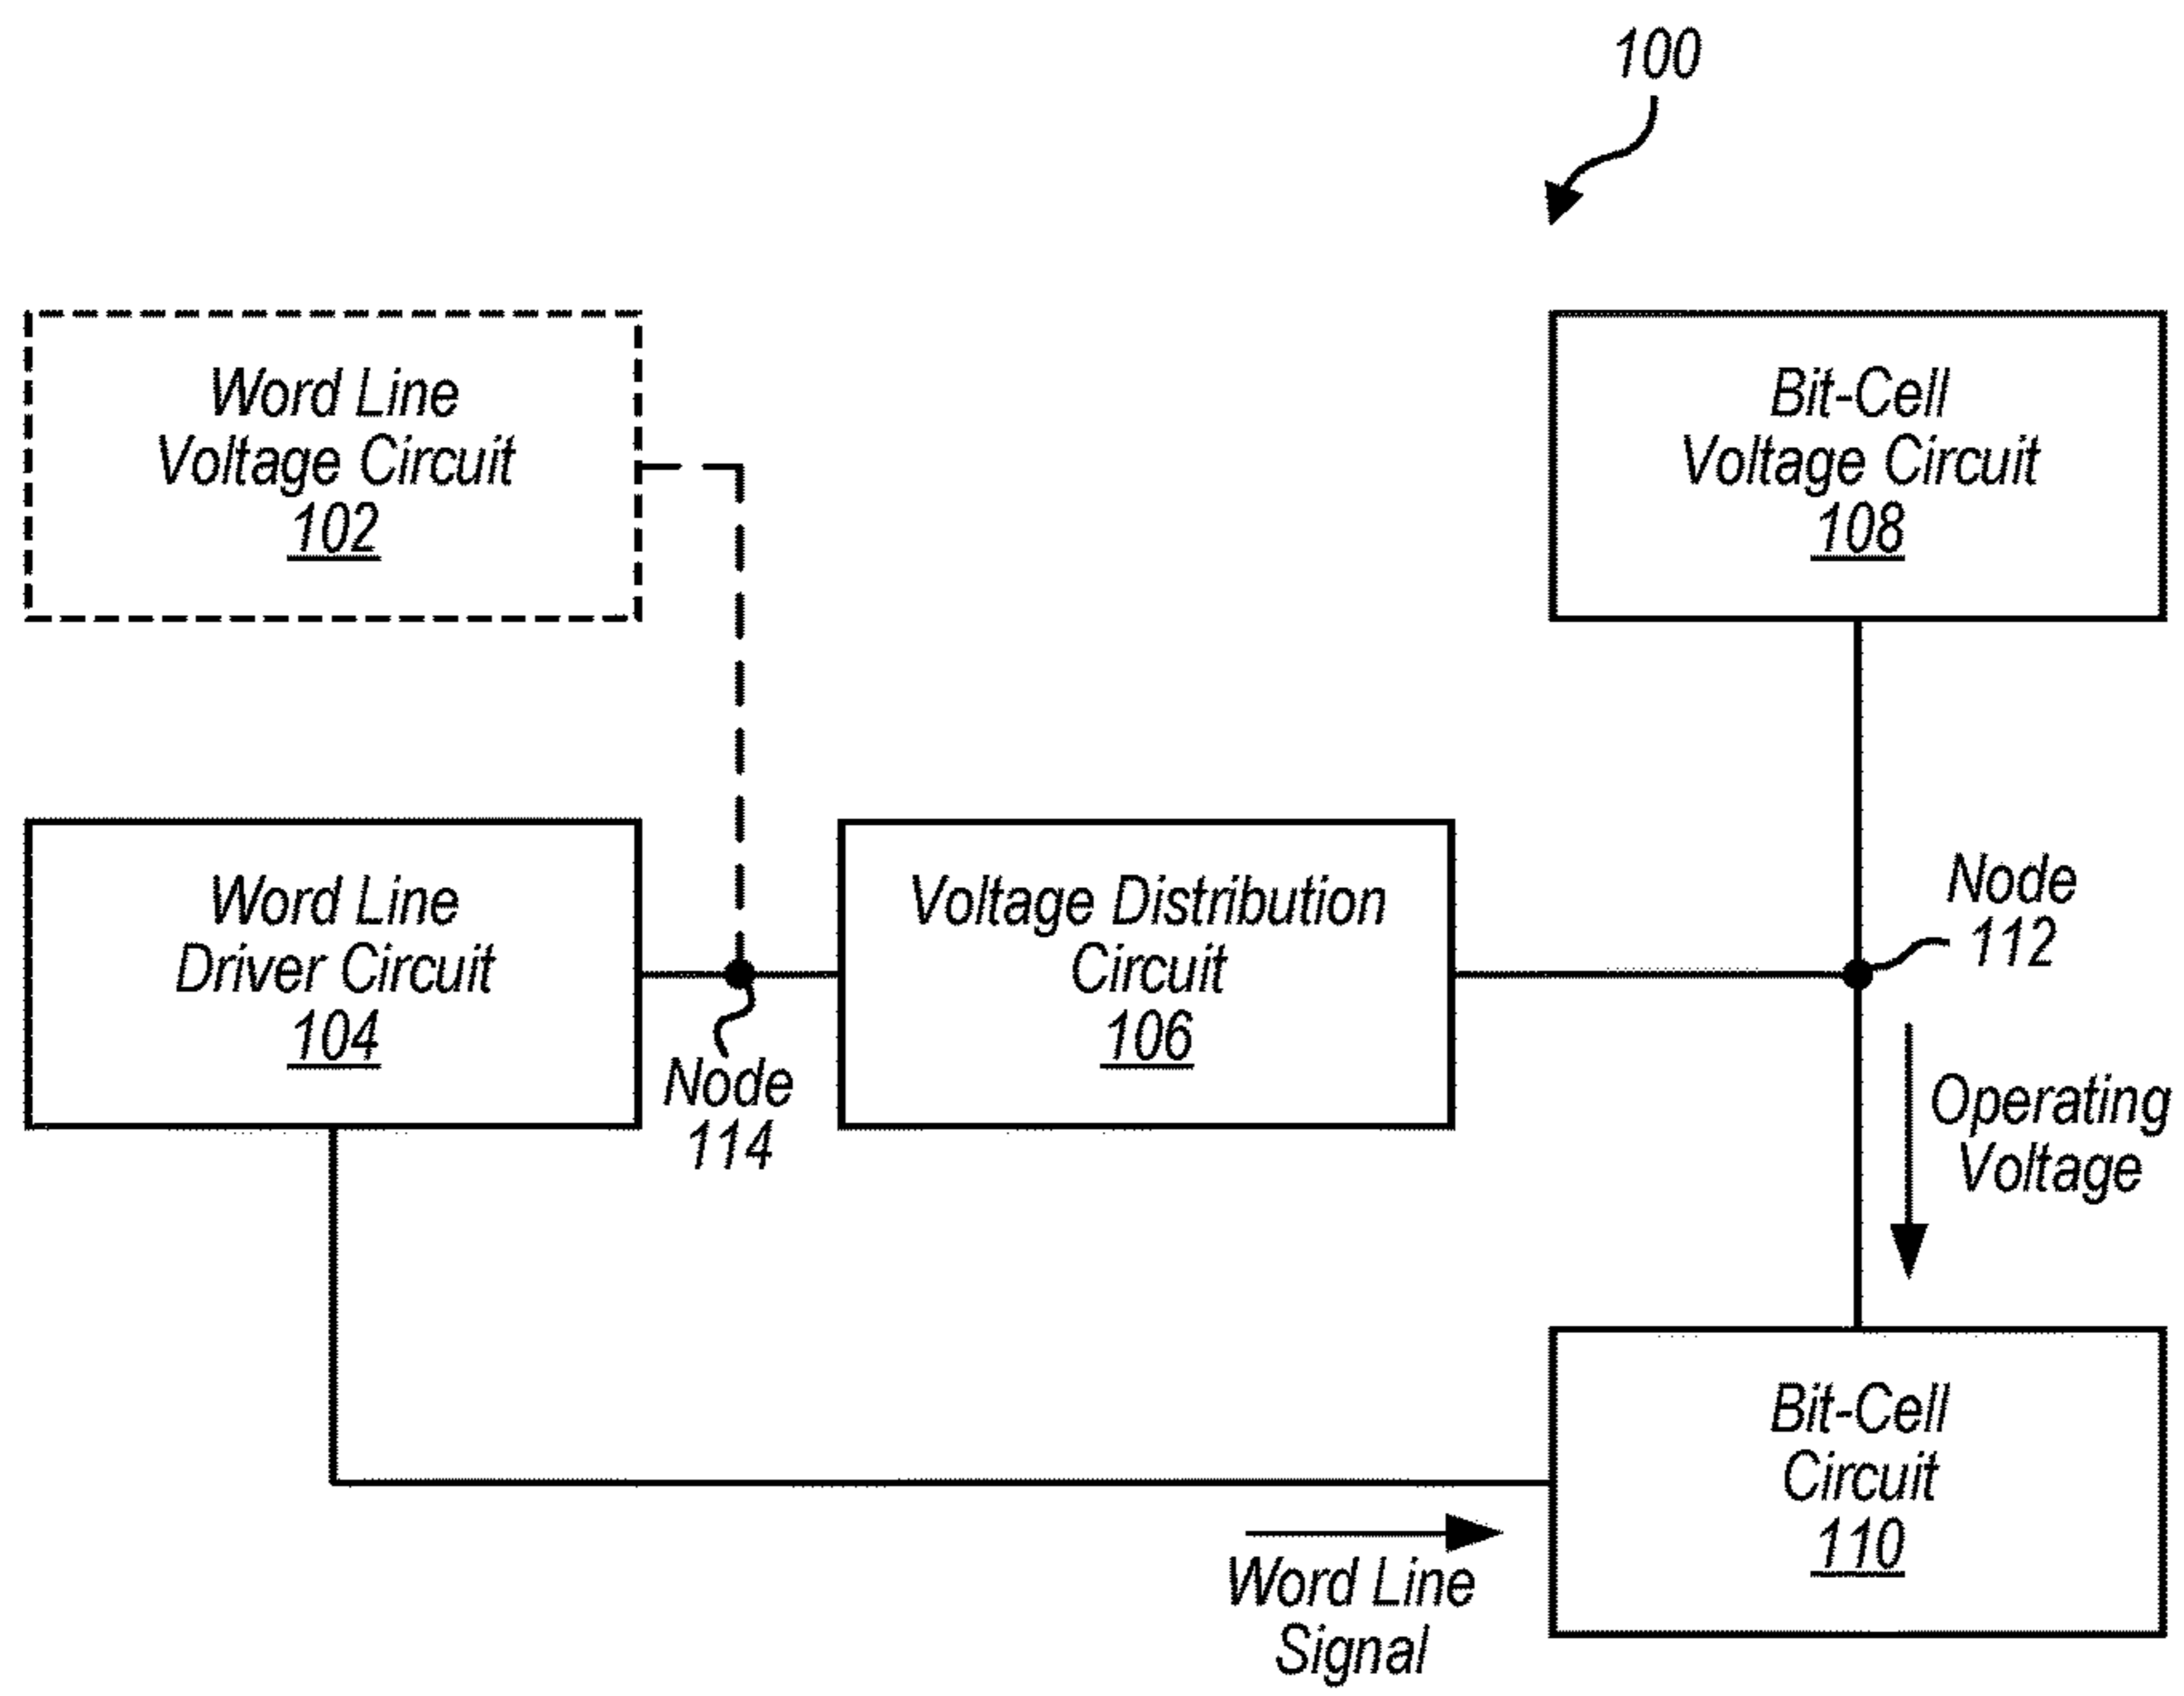 100
Word Line
Voltage Circuit
102
Bit-Cell
Voltage Circuit
108
Word Line
Driver Circuit
104
Node
114
Voltage Distribution
Circuit
106
Node
112
Operating
Voltage
Bit-Cell
Circuit
110
Word Line
Signal